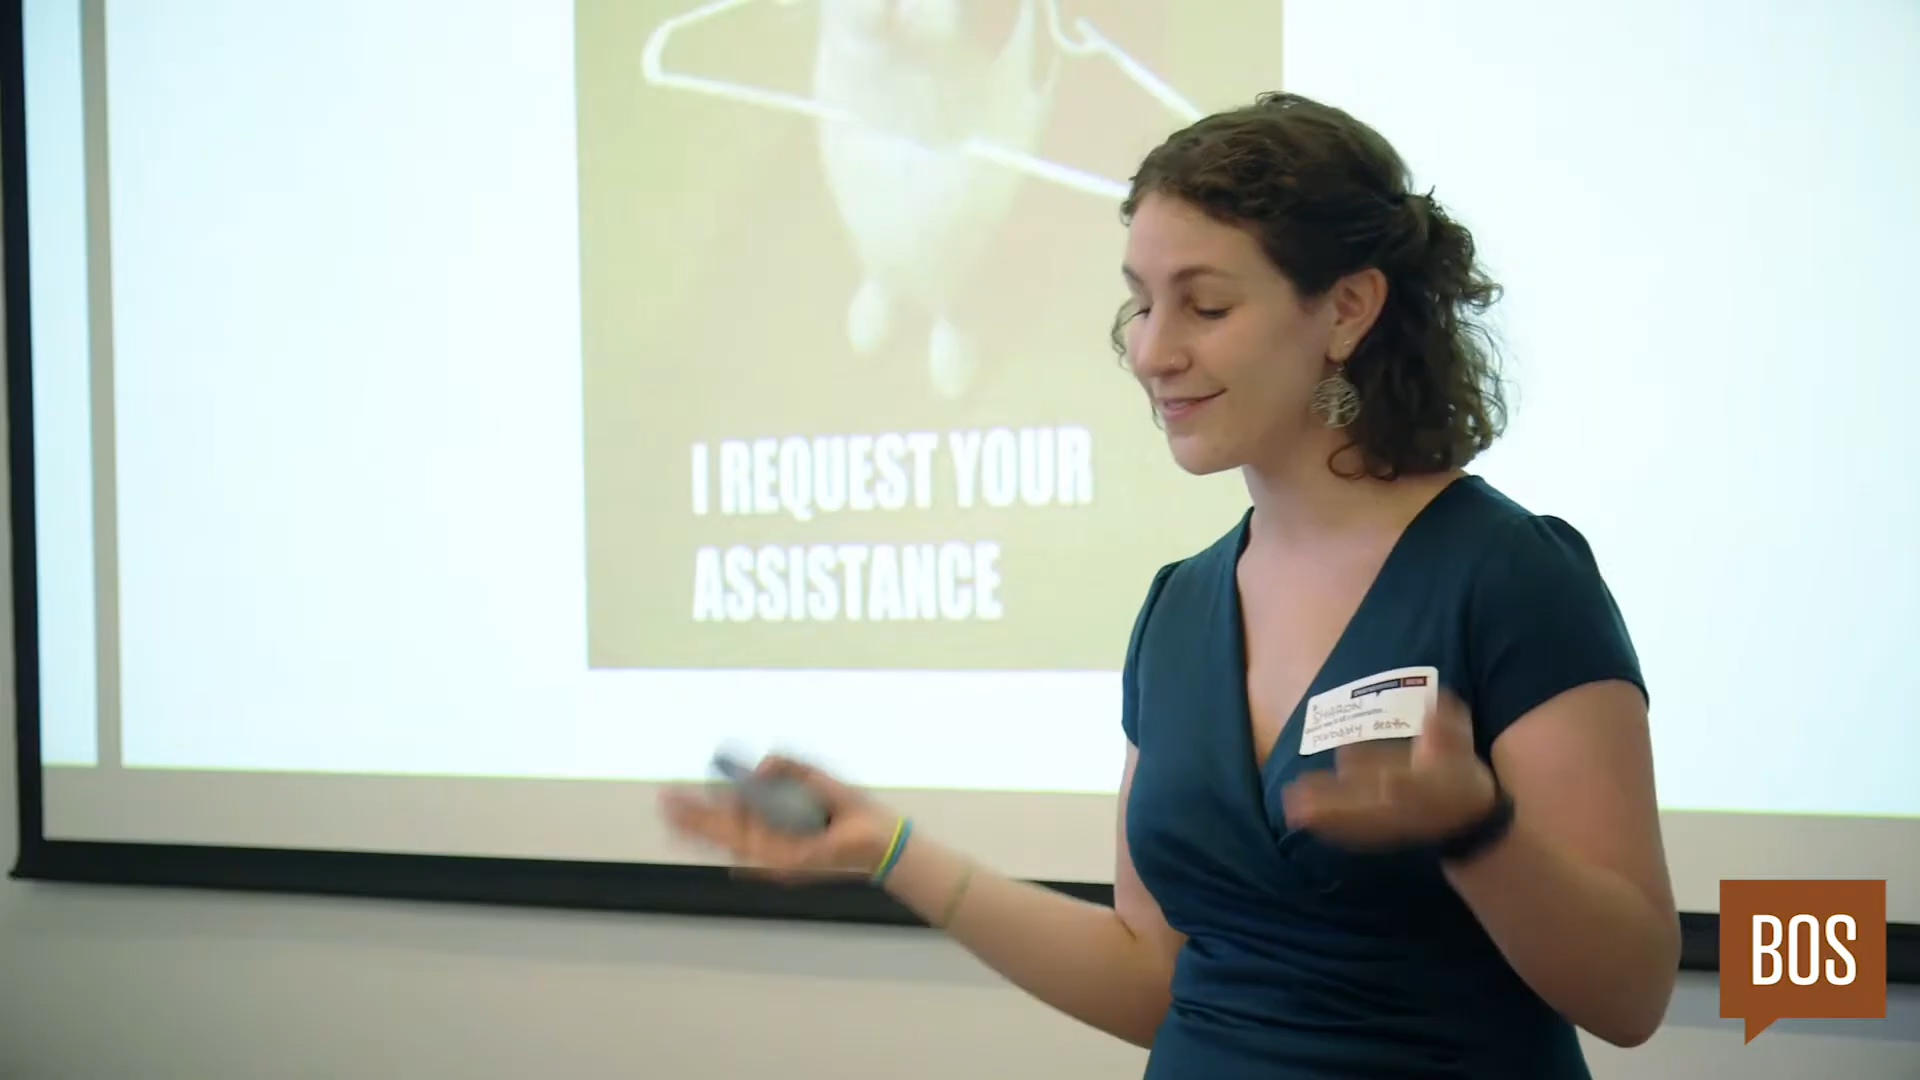 I REQUEST YOUR
ASSISTANCE
SHARON
probably death
BOS